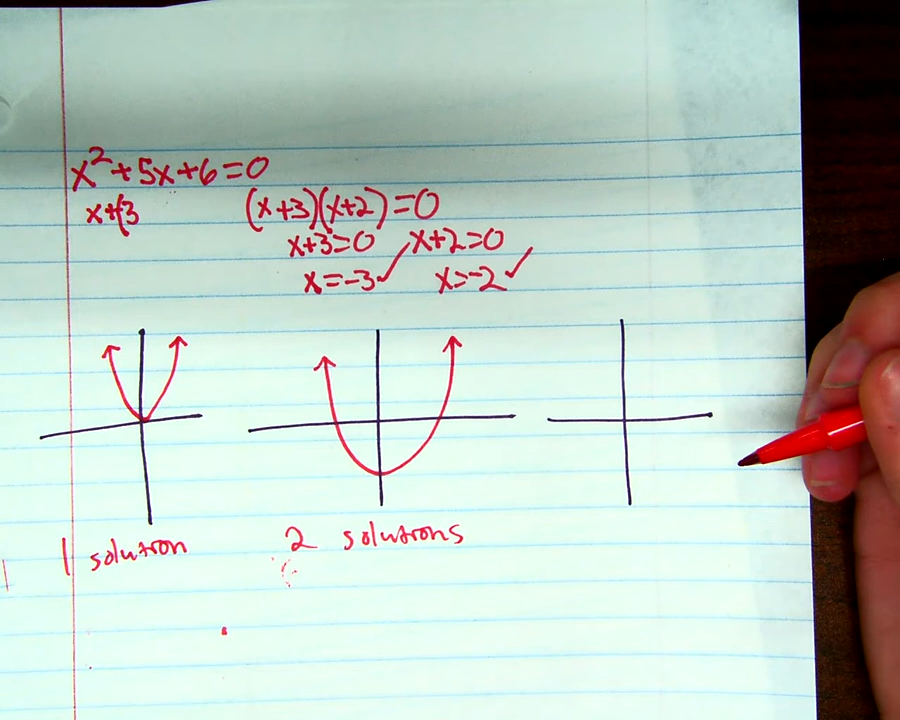 x²+5x+6=0
x+(3 (x+3)(x+2)=0
x+3=0 x+2=0
x=-3✓ x=-2✓
1 solution 2 solutions